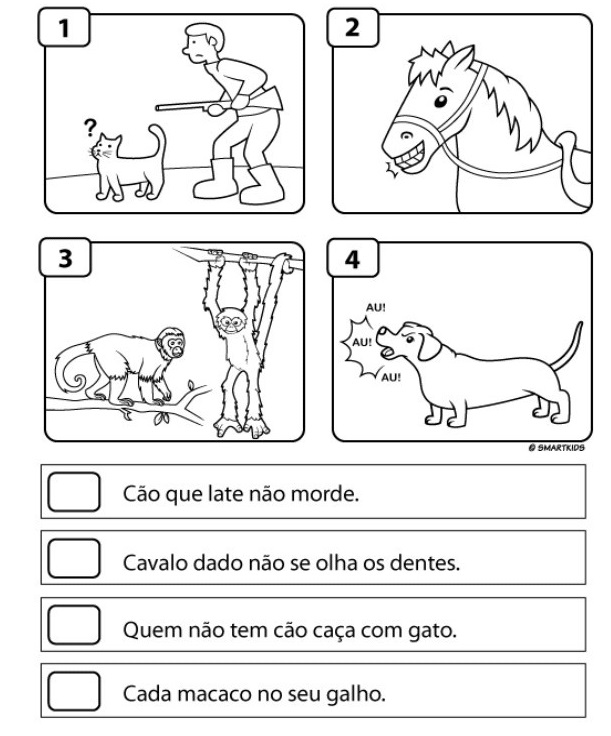 1
2
?
3
4
AU!
AU!
AU!
© SMARTKIDS
Cão que late não morde.
Cavalo dado não se olha os dentes.
Quem não tem cão caça com gato.
Cada macaco no seu galho.